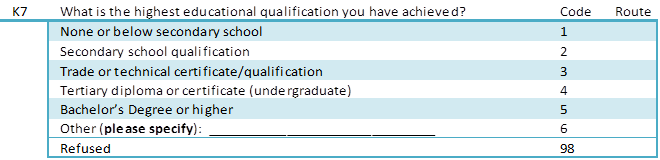 K7 What is the highest educational qualification you have achieved? Code Route
None or below secondary school 1
Secondary school qualification 2
Trade or technical certificate/qualification 3
Tertiary diploma or certificate (undergraduate) 4
Bachelor's Degree or higher 5
Other (please specify): ____________________ 6
Refused 98